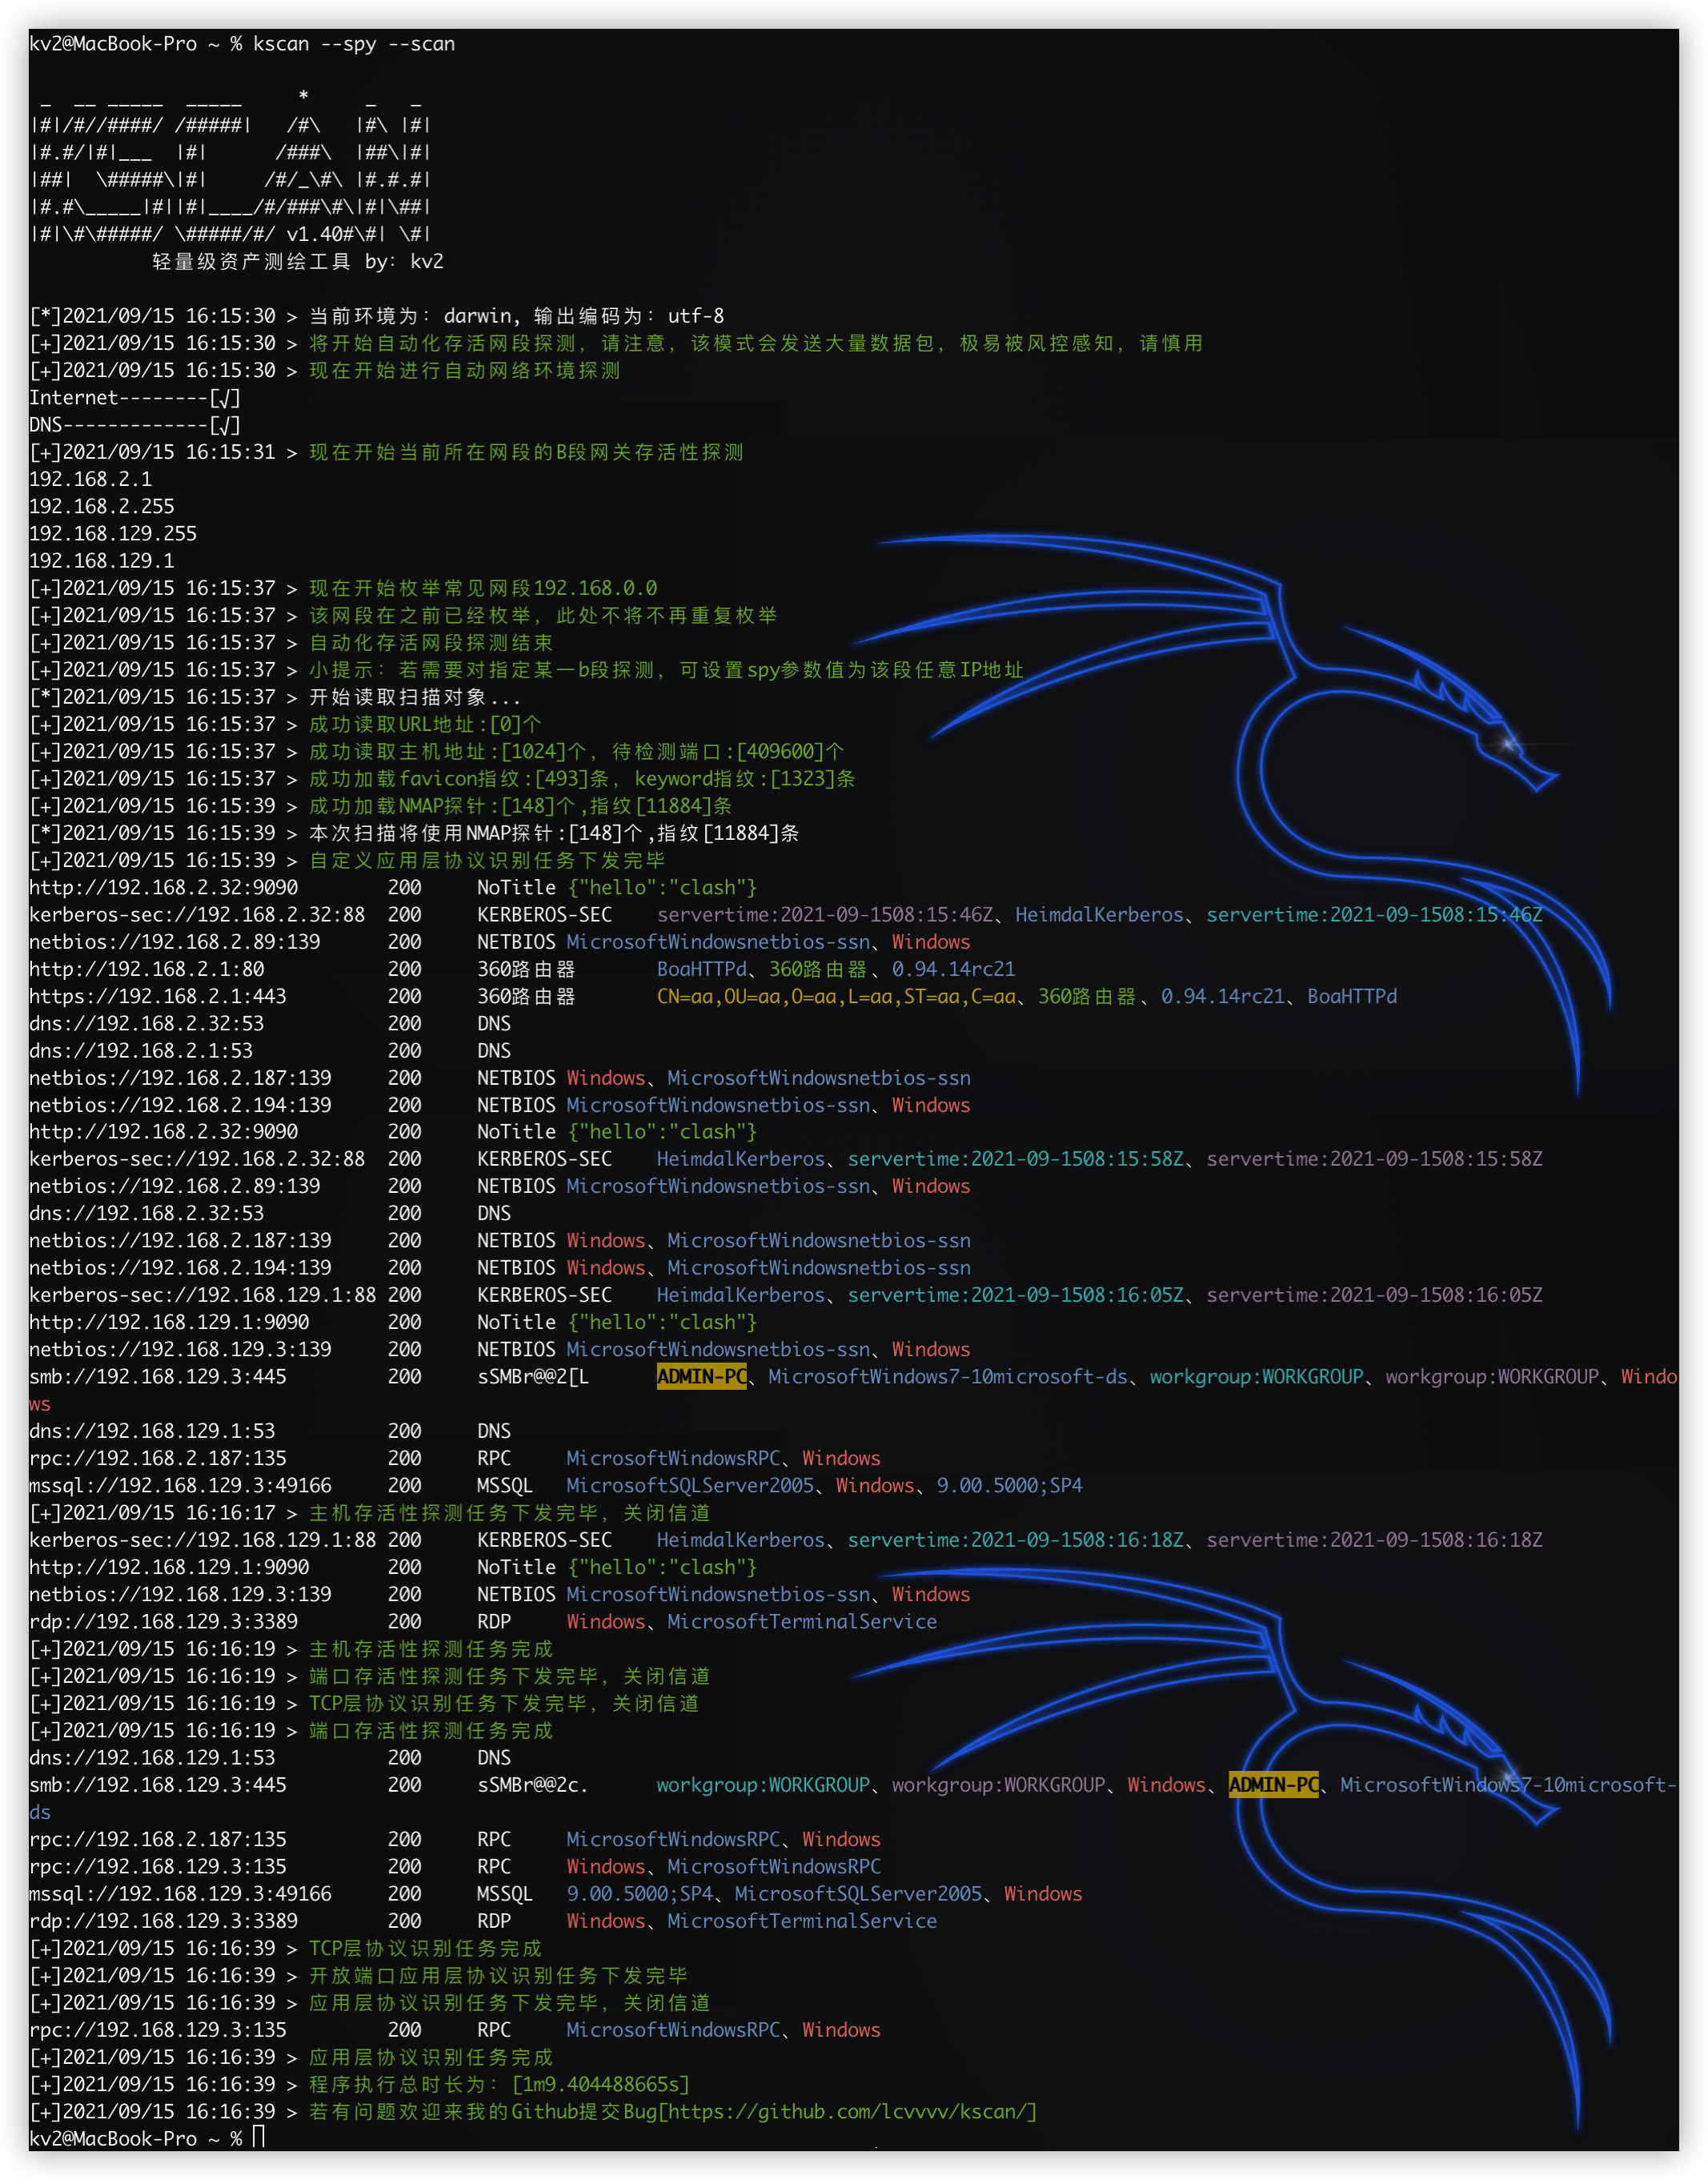 kv2@MacBook-Pro ~ % kscan --spy --scan
 _  __ _____  _____     *     _   _
|#|/#//####/ /#####|   /#\   |#\ |#|
|#.#/|#|___  |#|      /###\  |##\|#|
|##|  \#####\|#|     /#/_\#\ |#.#.#|
|#.#\_____|#||#|____/#/###\#\|#|\##|
|#|\#\#####/ \#####/#/ v1.40#\#| \#|
轻量级资产测绘工具 by: kv2
[*]2021/09/15 16:15:30 > 当前环境为：darwin, 输出编码为：utf-8
[+]2021/09/15 16:15:30 > 将开始自动化存活网段探测，请注意，该模式会发送大量数据包，极易被风控感知，请慎用
[+]2021/09/15 16:15:30 > 现在开始进行自动网络环境探测
Internet--------[√]
DNS-------------[√]
[+]2021/09/15 16:15:31 > 现在开始当前所在网段的B段网关存活性探测
192.168.2.1
192.168.2.255
192.168.129.255
192.168.129.1
[+]2021/09/15 16:15:37 > 现在开始枚举常见网段192.168.0.0
[+]2021/09/15 16:15:37 > 该网段在之前已经枚举，此处不将不再重复枚举
[+]2021/09/15 16:15:37 > 自动化存活网段探测结束
[+]2021/09/15 16:15:37 > 小提示：若需要对指定某一b段探测，可设置spy参数值为该段任意IP地址
[*]2021/09/15 16:15:37 > 开始读取扫描对象...
[+]2021/09/15 16:15:37 > 成功读取URL地址:[0]个
[+]2021/09/15 16:15:37 > 成功读取主机地址:[1024]个，待检测端口:[409600]个
[+]2021/09/15 16:15:37 > 成功加载favicon指纹:[493]条，keyword指纹:[1323]条
[+]2021/09/15 16:15:39 > 成功加载NMAP探针:[148]个,指纹[11884]条
[*]2021/09/15 16:15:39 > 本次扫描将使用NMAP探针:[148]个,指纹[11884]条
[+]2021/09/15 16:15:39 > 自定义应用层协议识别任务下发完毕
http://192.168.2.32:9090 200 NoTitle {"hello":"clash"}
kerberos-sec://192.168.2.32:88 200 KERBEROS-SEC servertime:2021-09-1508:15:46Z、HeimdalKerberos、servertime:2021-09-1508:15:46Z
netbios://192.168.2.89:139 200 NETBIOS MicrosoftWindowsnetbios-ssn、Windows
http://192.168.2.1:80 200 360路由器 BoaHTTPd、360路由器、0.94.14rc21
https://192.168.2.1:443 200 360路由器 CN=aa,OU=aa,O=aa,L=aa,ST=aa,C=aa、360路由器、0.94.14rc21、BoaHTTPd
dns://192.168.2.32:53 200 DNS
dns://192.168.2.1:53 200 DNS
netbios://192.168.2.187:139 200 NETBIOS Windows、MicrosoftWindowsnetbios-ssn
netbios://192.168.2.194:139 200 NETBIOS MicrosoftWindowsnetbios-ssn、Windows
http://192.168.2.32:9090 200 NoTitle {"hello":"clash"}
kerberos-sec://192.168.2.32:88 200 KERBEROS-SEC HeimdalKerberos、servertime:2021-09-1508:15:58Z、servertime:2021-09-1508:15:58Z
netbios://192.168.2.89:139 200 NETBIOS MicrosoftWindowsnetbios-ssn、Windows
dns://192.168.2.32:53 200 DNS
netbios://192.168.2.187:139 200 NETBIOS Windows、MicrosoftWindowsnetbios-ssn
netbios://192.168.2.194:139 200 NETBIOS Windows、MicrosoftWindowsnetbios-ssn
kerberos-sec://192.168.129.1:88 200 KERBEROS-SEC HeimdalKerberos、servertime:2021-09-1508:16:05Z、servertime:2021-09-1508:16:05Z
http://192.168.129.1:9090 200 NoTitle {"hello":"clash"}
netbios://192.168.129.3:139 200 NETBIOS MicrosoftWindowsnetbios-ssn、Windows
smb://192.168.129.3:445 200 sSMBr@@2[L ADMIN-PC、MicrosoftWindows7-10microsoft-ds、workgroup:WORKGROUP、workgroup:WORKGROUP、Windo
ws
dns://192.168.129.1:53 200 DNS
rpc://192.168.2.187:135 200 RPC MicrosoftWindowsRPC、Windows
mssql://192.168.129.3:49166 200 MSSQL MicrosoftSQLServer2005、Windows、9.00.5000;SP4
[+]2021/09/15 16:16:17 > 主机存活性探测任务下发完毕，关闭信道
kerberos-sec://192.168.129.1:88 200 KERBEROS-SEC HeimdalKerberos、servertime:2021-09-1508:16:18Z、servertime:2021-09-1508:16:18Z
http://192.168.129.1:9090 200 NoTitle {"hello":"clash"}
netbios://192.168.129.3:139 200 NETBIOS MicrosoftWindowsnetbios-ssn、Windows
rdp://192.168.129.3:3389 200 RDP Windows、MicrosoftTerminalService
[+]2021/09/15 16:16:19 > 主机存活性探测任务完成
[+]2021/09/15 16:16:19 > 端口存活性探测任务下发完毕，关闭信道
[+]2021/09/15 16:16:19 > TCP层协议识别任务下发完毕，关闭信道
[+]2021/09/15 16:16:19 > 端口存活性探测任务完成
dns://192.168.129.1:53 200 DNS
smb://192.168.129.3:445 200 sSMBr@@2c. workgroup:WORKGROUP、workgroup:WORKGROUP、Windows、ADMIN-PC、MicrosoftWindows7-10microsoft-
ds
rpc://192.168.2.187:135 200 RPC MicrosoftWindowsRPC、Windows
rpc://192.168.129.3:135 200 RPC Windows、MicrosoftWindowsRPC
mssql://192.168.129.3:49166 200 MSSQL 9.00.5000;SP4、MicrosoftSQLServer2005、Windows
rdp://192.168.129.3:3389 200 RDP Windows、MicrosoftTerminalService
[+]2021/09/15 16:16:39 > TCP层协议识别任务完成
[+]2021/09/15 16:16:39 > 开放端口应用层协议识别任务下发完毕
[+]2021/09/15 16:16:39 > 应用层协议识别任务下发完毕，关闭信道
rpc://192.168.129.3:135 200 RPC MicrosoftWindowsRPC、Windows
[+]2021/09/15 16:16:39 > 应用层协议识别任务完成
[+]2021/09/15 16:16:39 > 程序执行总时长为：[1m9.404488665s]
[+]2021/09/15 16:16:39 > 若有问题欢迎来我的Github提交Bug[https://github.com/lcvvvv/kscan/]
kv2@MacBook-Pro ~ %